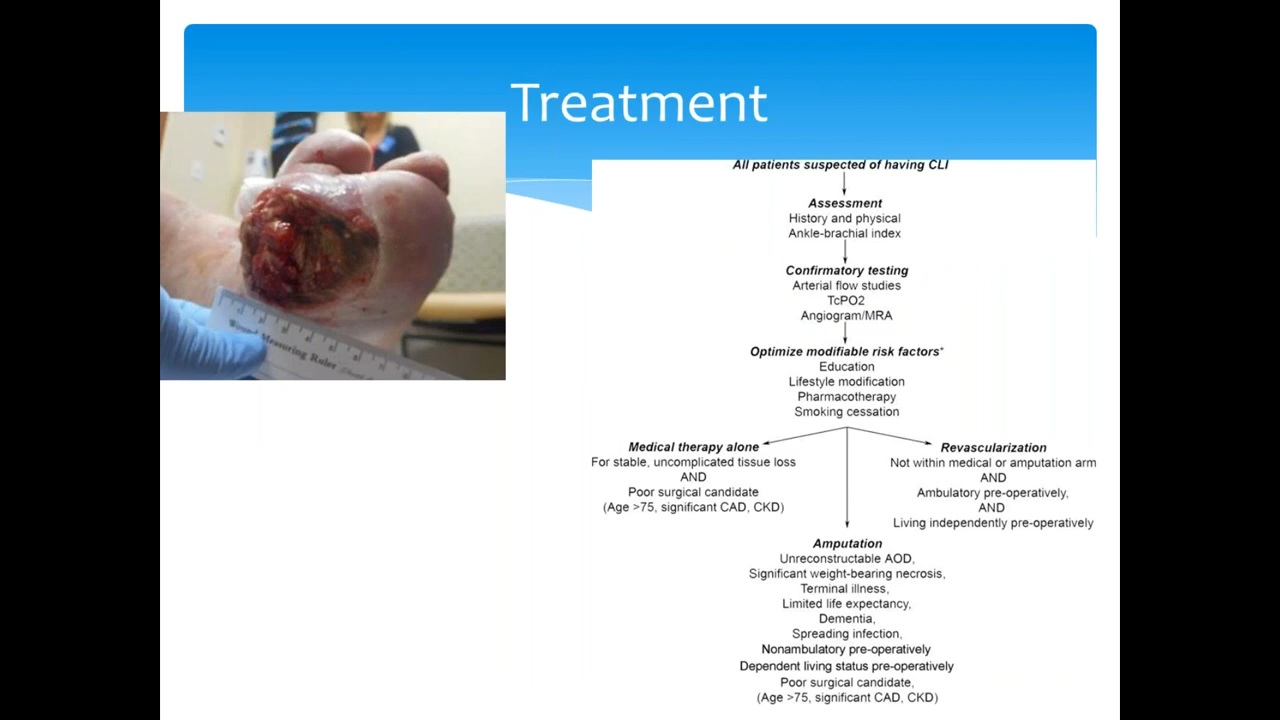 Treatment
Wound Measuring Ruler
All patients suspected of having CLI
Assessment
History and physical
Ankle-brachial index
Confirmatory testing
Arterial flow studies
TcPO2
Angiogram/MRA
Optimize modifiable risk factors*
Education
Lifestyle modification
Pharmacotherapy
Smoking cessation
Medical therapy alone
For stable, uncomplicated tissue loss
AND
Poor surgical candidate
(Age >75, significant CAD, CKD)
Revascularization
Not within medical or amputation arm
AND
Ambulatory pre-operatively,
AND
Living independently pre-operatively
Amputation
Unreconstructable AOD,
Significant weight-bearing necrosis,
Terminal illness,
Limited life expectancy,
Dementia,
Spreading infection,
Nonambulatory pre-operatively
Dependent living status pre-operatively
Poor surgical candidate,
(Age >75, significant CAD, CKD)